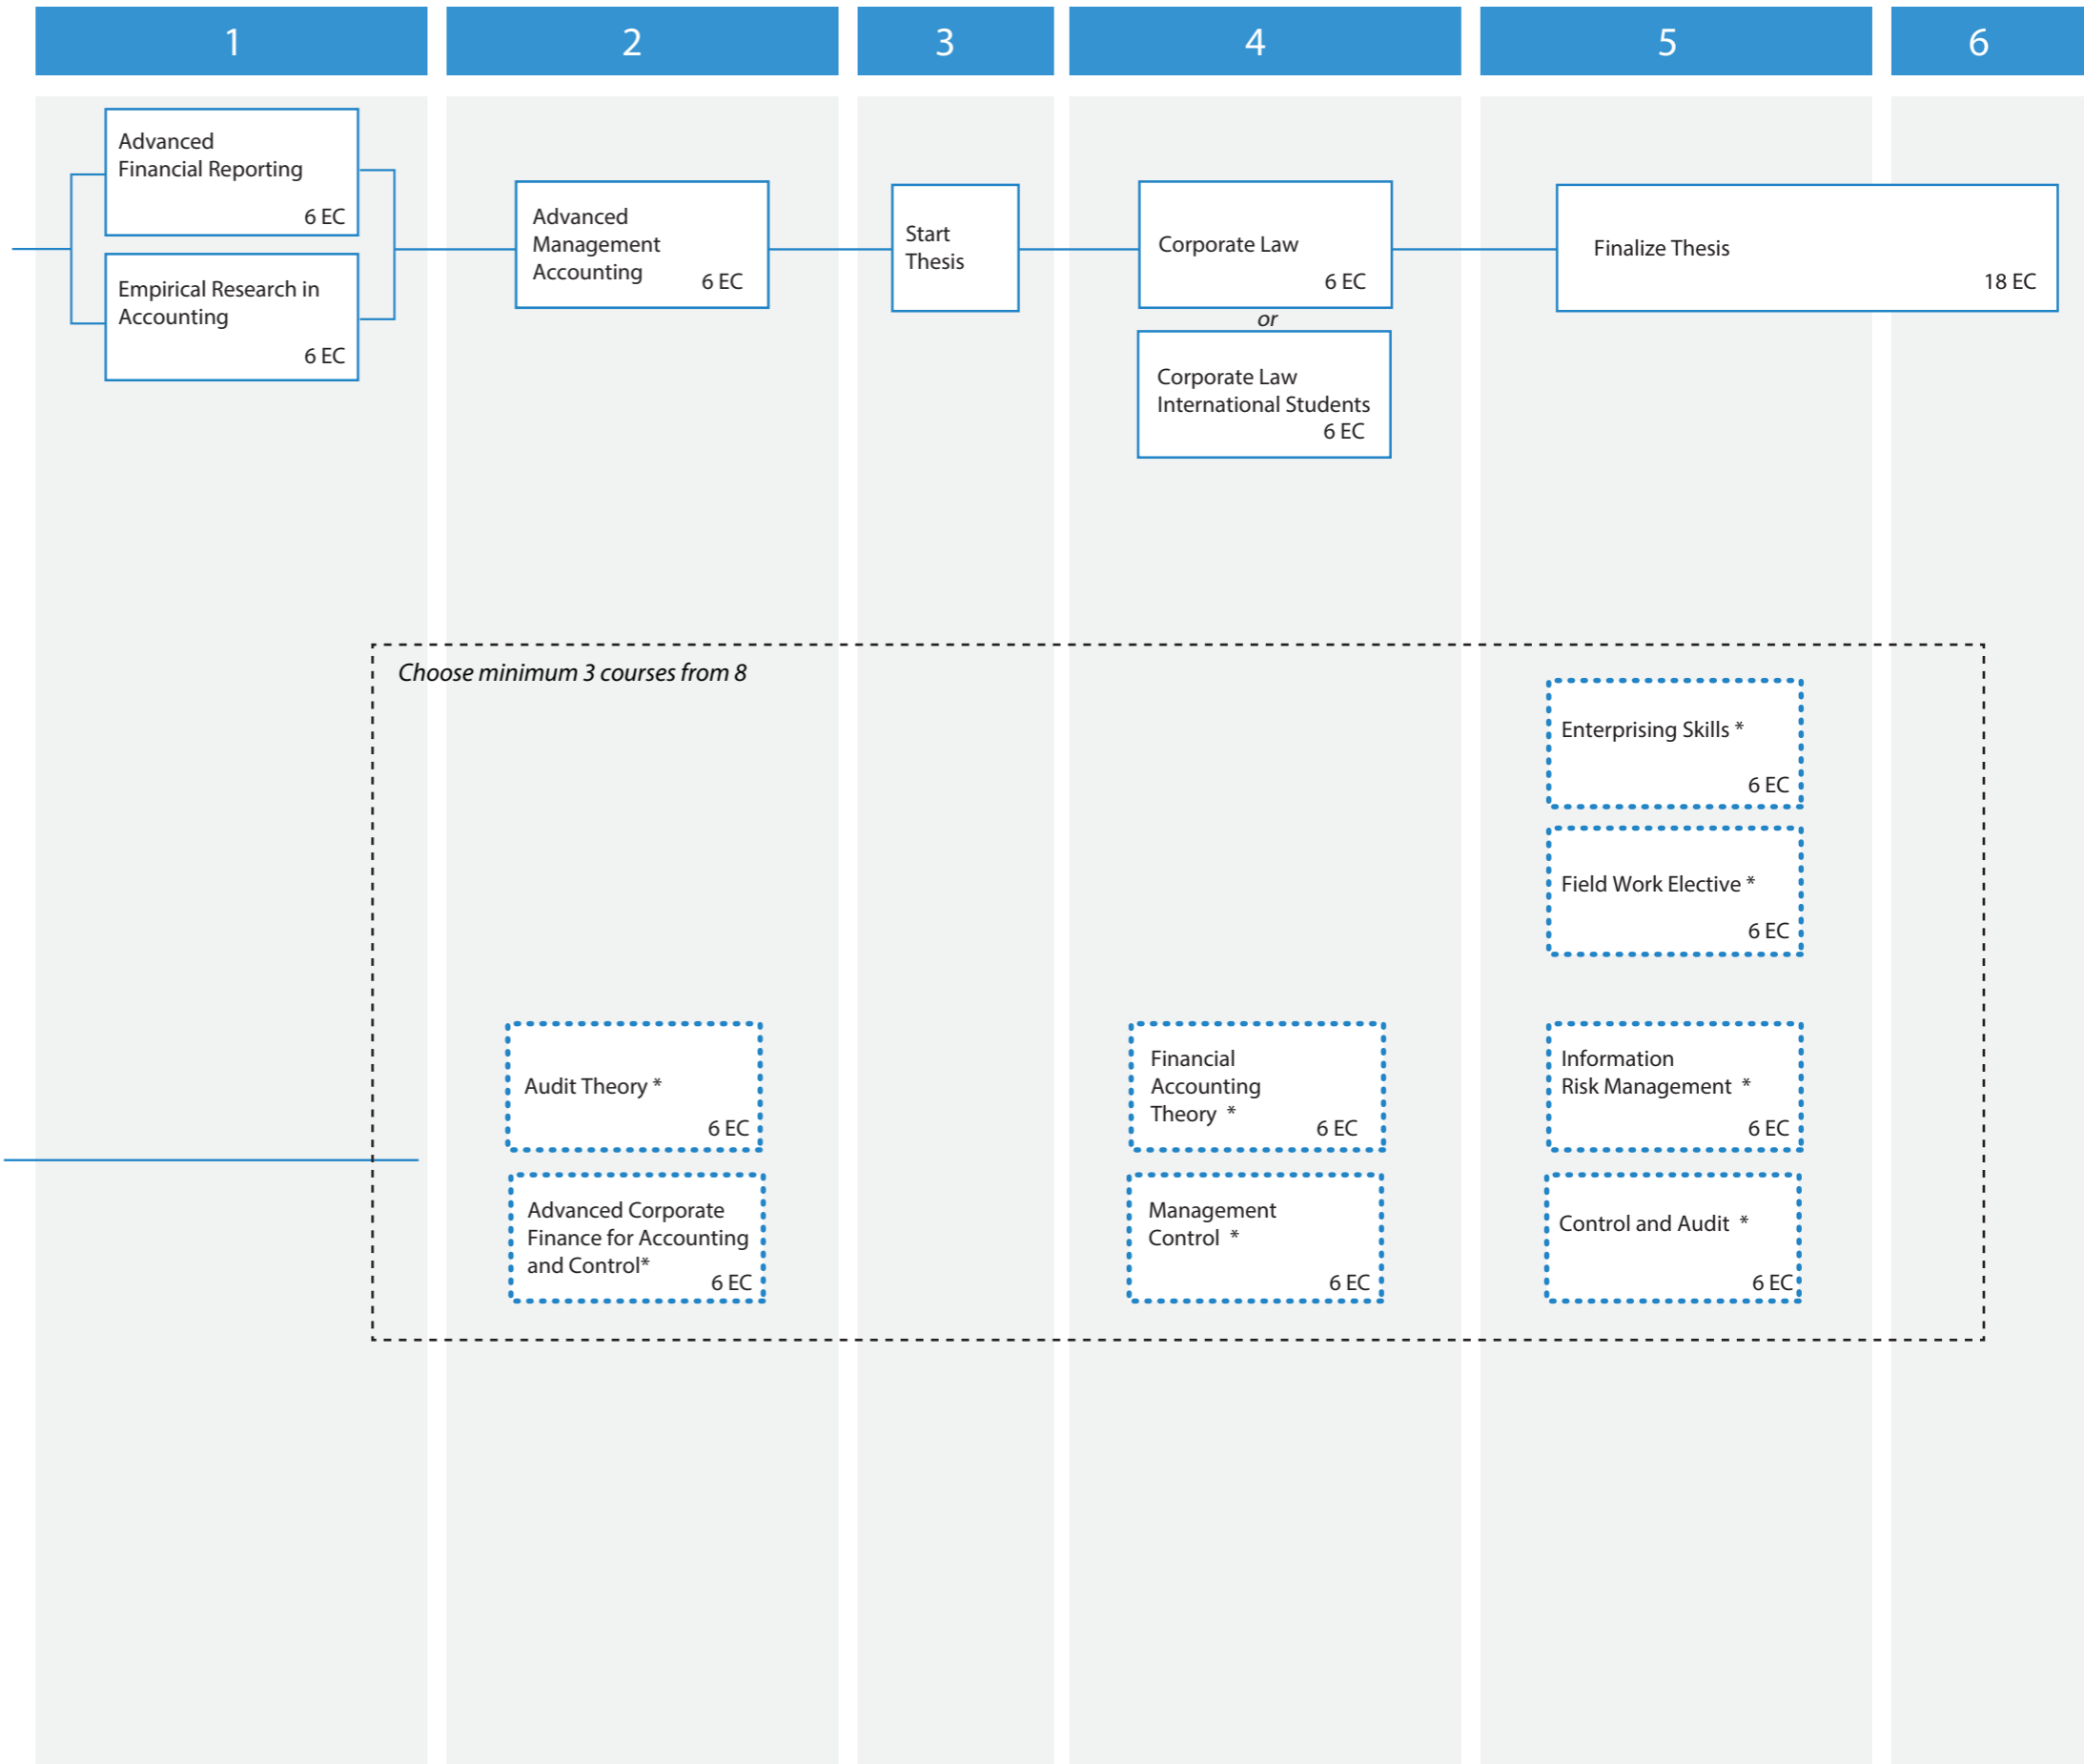 1
2
3
4
5
6
Advanced
Financial Reporting
6 EC
Empirical Research in
Accounting
6 EC
Advanced
Management
Accounting
6 EC
Start
Thesis
Corporate Law
6 EC
or
Corporate Law
International Students
6 EC
Finalize Thesis
18 EC
Choose minimum 3 courses from 8
Enterprising Skills *
6 EC
Field Work Elective *
6 EC
Audit Theory *
6 EC
Financial
Accounting
Theory *
6 EC
Information
Risk Management *
6 EC
Advanced Corporate
Finance for Accounting
and Control*
6 EC
Management
Control *
6 EC
Control and Audit *
6 EC